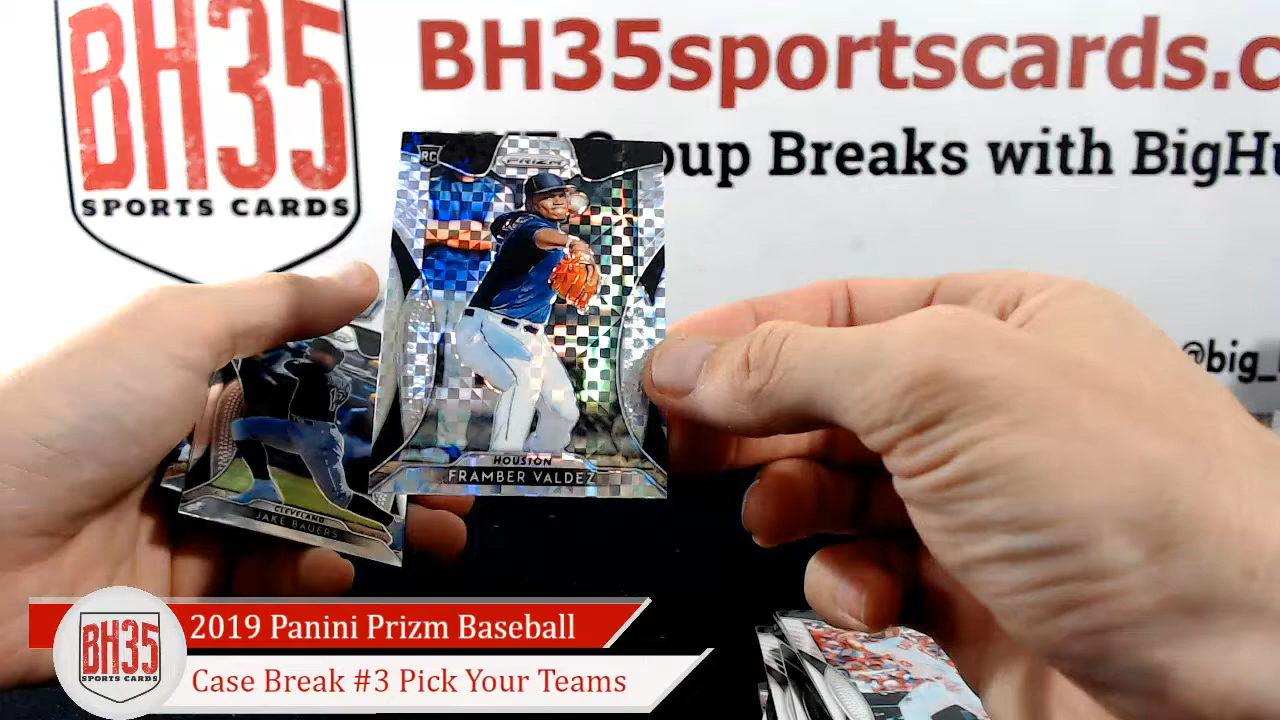 BH35
SPORTS CARDS
BH35sportscards.c
oup Breaks with BigHu
@big_
RC
PRIZM
HOUSTON
FRAMBER VALDEZ
CLEVELAND
JAKE BAUERS
BH35
SPORTS CARDS
2019 Panini Prizm Baseball
Case Break #3 Pick Your Teams